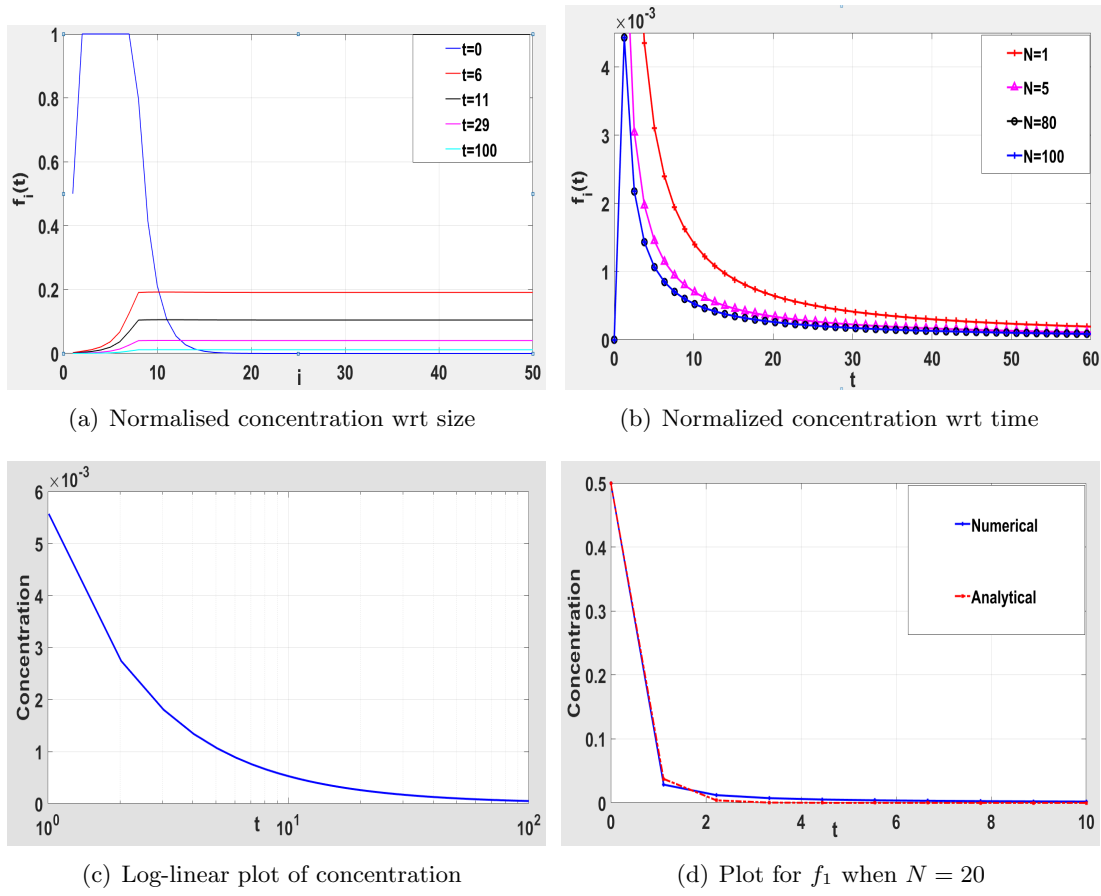 1
0.8
0.6
0.4
0.2
0
0 10 20 30 40 50
f_i(t)
i
t=0
t=6
t=11
t=29
t=100
(a) Normalised concentration wrt size
×10^-3
4
3
2
1
0
0 10 20 30 40 50 60
f_i(t)
t
N=1
N=5
N=80
N=100
(b) Normalized concentration wrt time
×10^-3
6
5
4
3
2
1
0
10^0 10^1 10^2
Concentration
t
(c) Log-linear plot of concentration
0.5
0.4
0.3
0.2
0.1
0
0 2 4 6 8 10
Concentration
t
Numerical
Analytical
(d) Plot for f_1 when N = 20